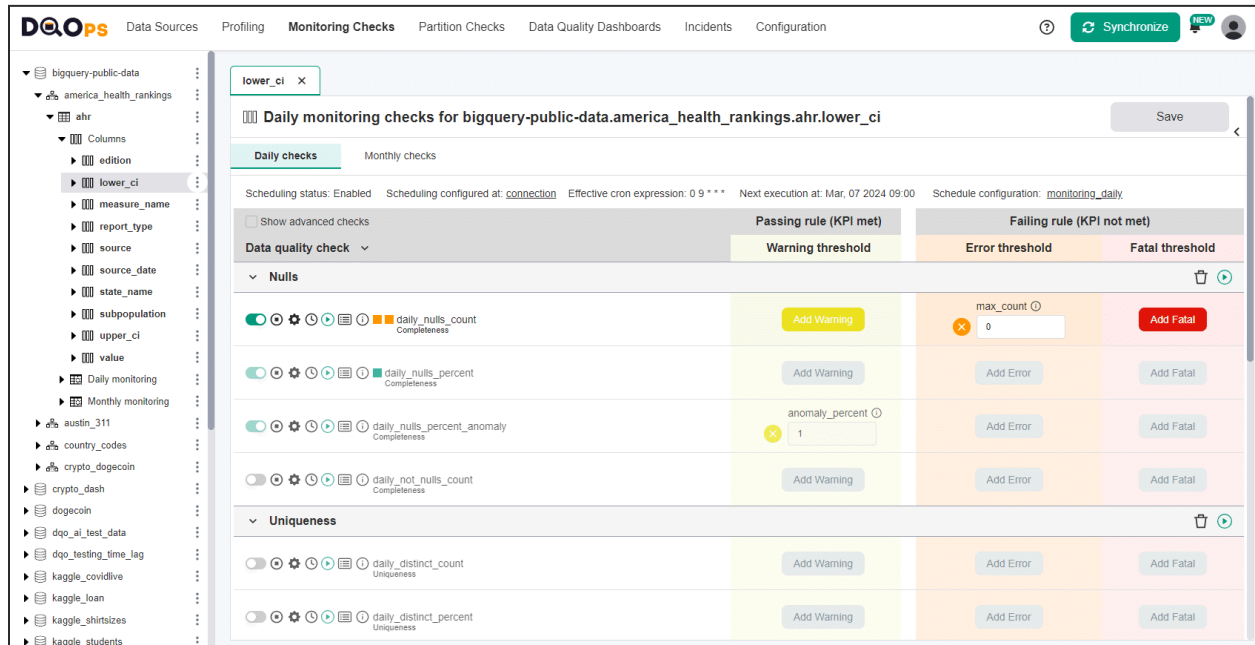 DQOPS Data Sources Profiling Monitoring Checks Partition Checks Data Quality Dashboards Incidents Configuration Synchronize NEW
bigquery-public-data
america_health_rankings
ahr
Columns
edition
lower_ci
measure_name
report_type
source
source_date
state_name
subpopulation
upper_ci
value
Daily monitoring
Monthly monitoring
austin_311
country_codes
crypto_dogecoin
crypto_dash
dogecoin
dqo_ai_test_data
dqo_testing_time_lag
kaggle_covidlive
kaggle_loan
kaggle_shirtsizes
kaggle_students
lower_ci X
Daily monitoring checks for bigquery-public-data.america_health_rankings.ahr.lower_ci Save
Daily checks Monthly checks
Scheduling status: Enabled Scheduling configured at: connection Effective cron expression: 0 9 * * * Next execution at: Mar, 07 2024 09:00 Schedule configuration: monitoring_daily
Show advanced checks Passing rule (KPI met) Failing rule (KPI not met)
Data quality check Warning threshold Error threshold Fatal threshold
Nulls
max_count
daily_nulls_count Add Warning 0 Add Fatal
Completeness
daily_nulls_percent Add Warning Add Error Add Fatal
Completeness
anomaly_percent
daily_nulls_percent_anomaly 1 Add Error Add Fatal
Completeness
daily_not_nulls_count Add Warning Add Error Add Fatal
Completeness
Uniqueness
daily_distinct_count Add Warning Add Error Add Fatal
Uniqueness
daily_distinct_percent Add Warning Add Error Add Fatal
Uniqueness